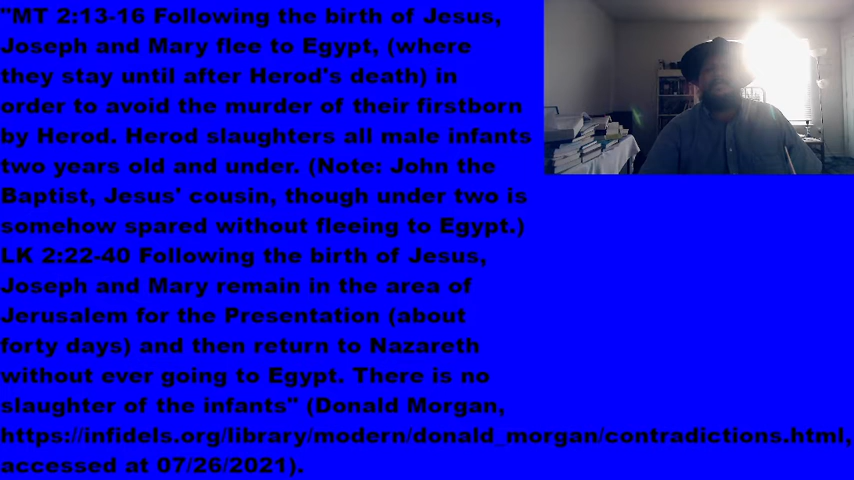 "MT 2:13-16 Following the birth of Jesus,
Joseph and Mary flee to Egypt, (where
they stay until after Herod's death) in
order to avoid the murder of their firstborn
by Herod. Herod slaughters all male infants
two years old and under. (Note: John the
Baptist, Jesus' cousin, though under two is
somehow spared without fleeing to Egypt.)
LK 2:22-40 Following the birth of Jesus,
Joseph and Mary remain in the area of
Jerusalem for the Presentation (about
forty days) and then return to Nazareth
without ever going to Egypt. There is no
slaughter of the infants" (Donald Morgan,
https://infidels.org/library/modern/donald_morgan/contradictions.html,
accessed at 07/26/2021).